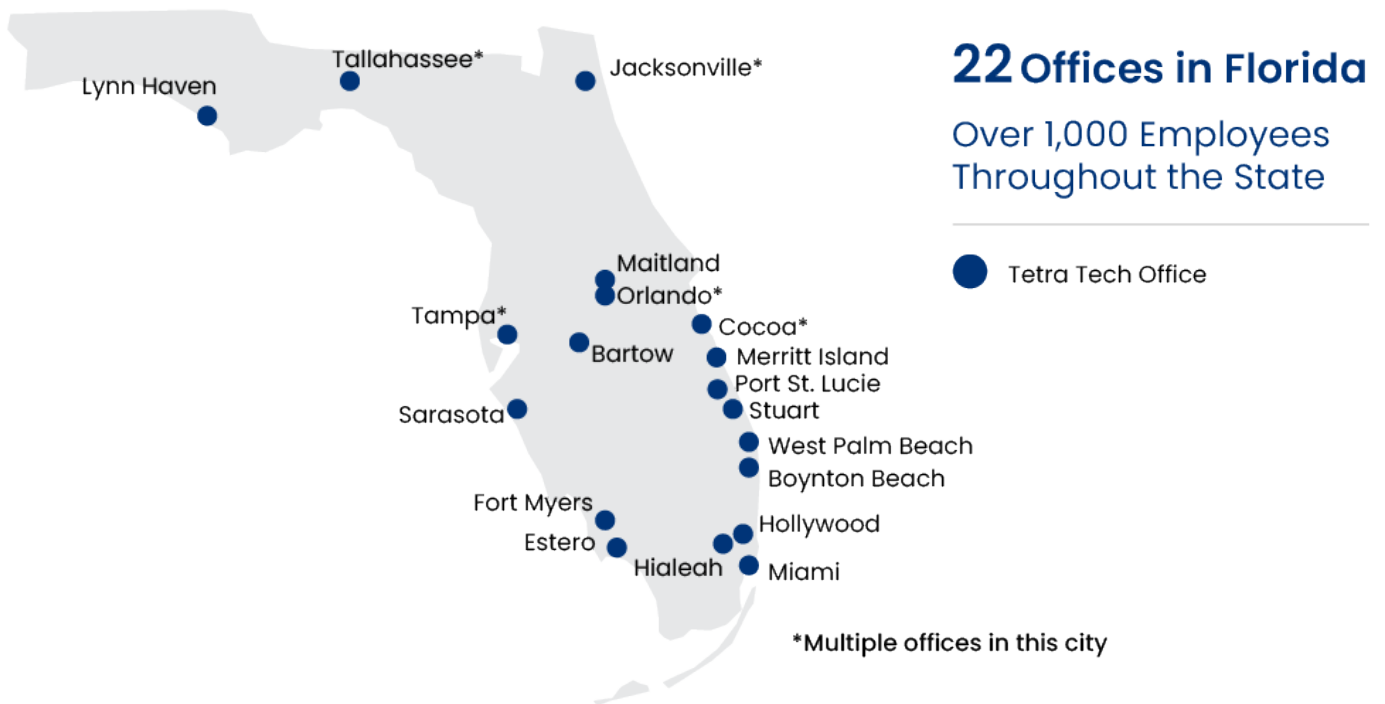 22 Offices in Florida
Over 1,000 Employees
Throughout the State
Tetra Tech Office
Tallahassee*
Jacksonville*
Lynn Haven
Maitland
Orlando*
Tampa*
Cocoa*
Bartow
Merritt Island
Port St. Lucie
Sarasota
Stuart
West Palm Beach
Boynton Beach
Fort Myers
Hollywood
Estero
Hialeah
Miami
*Multiple offices in this city